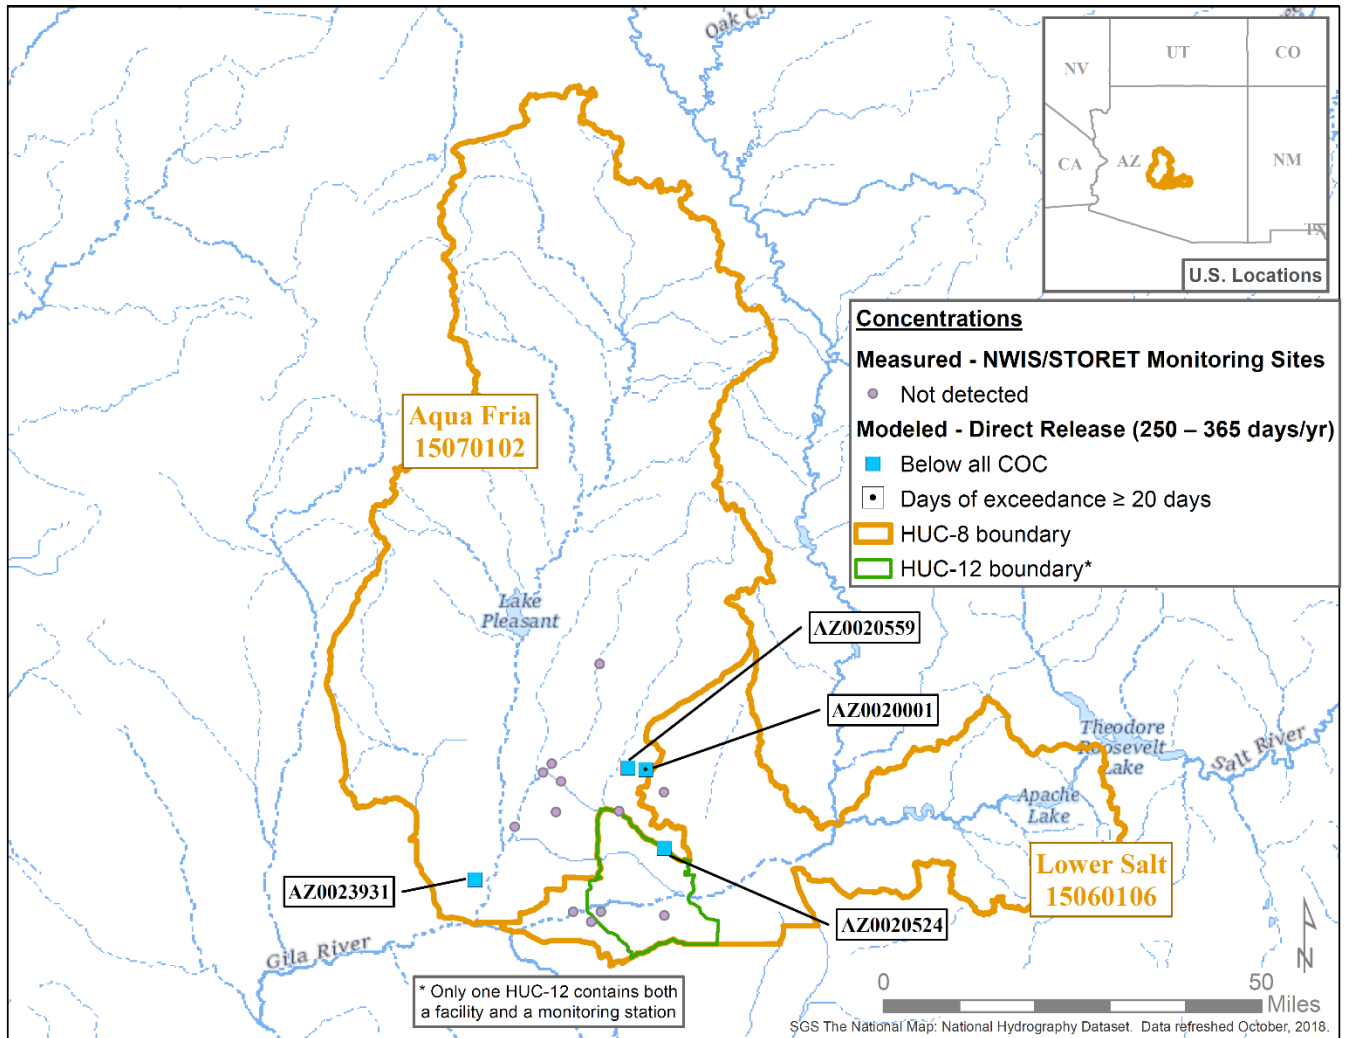 Oak Cr
UT
CO
NV
CA
AZ
NM
TX
U.S. Locations
Concentrations
Measured - NWIS/STORET Monitoring Sites
Not detected
Modeled - Direct Release (250 – 365 days/yr)
Below all COC
Days of exceedance ≥ 20 days
HUC-8 boundary
HUC-12 boundary*
Aqua Fria
15070102
Lake
Pleasant
AZ0020559
AZ0020001
Theodore
Roosevelt
Lake
Salt River
Apache
Lake
Lower Salt
15060106
AZ0023931
AZ0020524
Gila River
* Only one HUC-12 contains both
a facility and a monitoring station
N
0
50
Miles
SGS The National Map: National Hydrography Dataset. Data refreshed October, 2018.